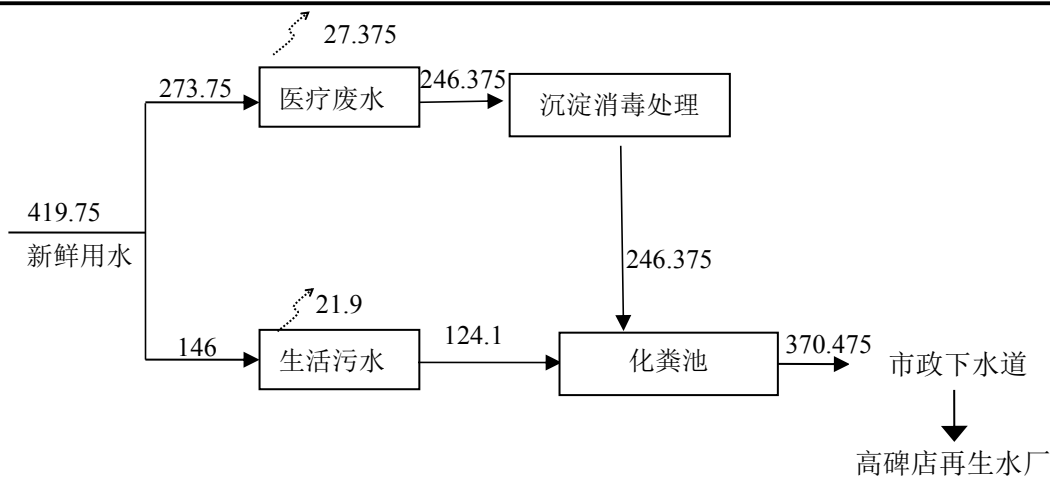 27.375
273.75
医疗废水
246.375
沉淀消毒处理
419.75
新鲜用水
246.375
21.9
146
生活污水
124.1
化粪池
370.475
市政下水道
高碑店再生水厂